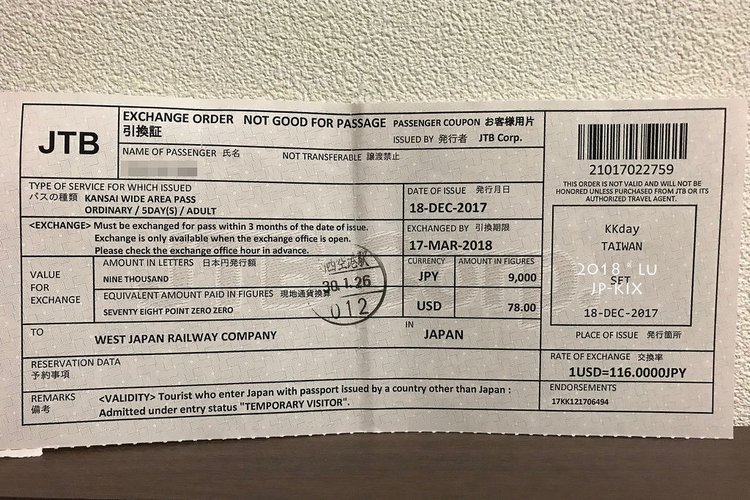 JTB
EXCHANGE ORDER NOT GOOD FOR PASSAGE PASSENGER COUPON お客様用片
引換証
ISSUED BY 発行者 JTB Corp.
NAME OF PASSENGER 氏名 NOT TRANSFERABLE 譲渡禁止
21017022759
THIS ORDER IS NOT VALID AND WILL NOT BE
HONORED UNLESS PURCHASED FROM JTB OR ITS
AUTHORIZED TRAVEL AGENT.
TYPE OF SERVICE FOR WHICH ISSUED
パスの種類 KANSAI WIDE AREA PASS
ORDINARY / 5DAY(S) / ADULT
DATE OF ISSUE 発行月日
18-DEC-2017
<EXCHANGE> Must be exchanged for pass within 3 months of the date of issue.
Exchange is only available when the exchange office is open.
Please check the exchange office hour in advance.
EXCHANGED BY 引換期限
17-MAR-2018
KKday
TAIWAN
SFT
18-DEC-2017
2018 * LU
JP-KIX
PLACE OF ISSUE 発行箇所
VALUE
FOR
EXCHANGE
AMOUNT IN LETTERS 日本円発行額
NINE THOUSAND
CURRENCY AMOUNT IN FIGURES
JPY 9,000
EQUIVALENT AMOUNT PAID IN FIGURES 現地通貨換算
SEVENTY EIGHT POINT ZERO ZERO
USD 78.00
西空港駅
30.1.26
012
TO WEST JAPAN RAILWAY COMPANY
IN JAPAN
RATE OF EXCHANGE 交換率
1USD=116.0000JPY
RESERVATION DATA
予約事項
ENDORSEMENTS
17KK121706494
REMARKS
備考
<VALIDITY> Tourist who enter Japan with passport issued by a country other than Japan :
Admitted under entry status "TEMPORARY VISITOR".